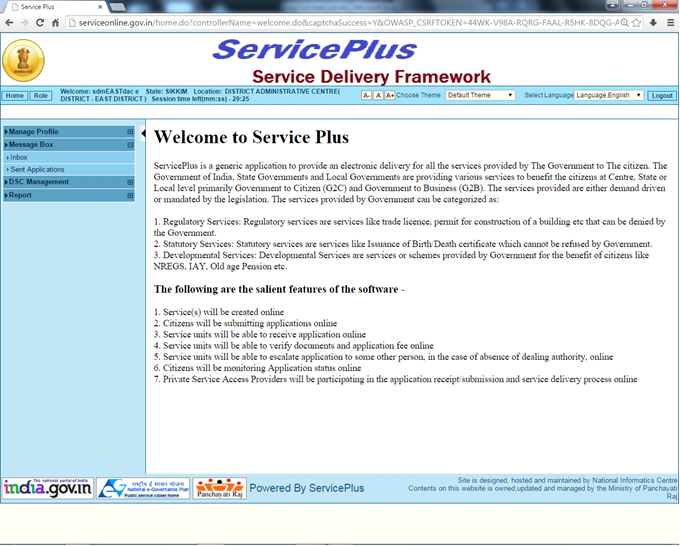 Service Plus
serviceonline.gov.in/home.do?controllerName=welcome.do&captchaSuccess=Y&OWASP_CSRFTOKEN=44WK-V98A-RQRG-FAAL-R5HK-8DQG-A
ServicePlus
Service Delivery Framework
Home Role Welcome: sdmEASTdac e State: SIKKIM Location: DISTRICT ADMINISTRATIVE CENTRE(
DISTRICT - EAST DISTRICT ) Session time left(mm:ss) - 29:25
A- A A+ Choose Theme : Default Theme Select Language Language.English Logout
Manage Profile
Message Box
Inbox
Sent Applications
DSC Management
Report
Welcome to Service Plus
ServicePlus is a generic application to provide an electronic delivery for all the services provided by The Government to The citizen. The
Government of India, State Governments and Local Governments are providing various services to benefit the citizens at Centre, State or
Local level primarily Government to Citizen (G2C) and Government to Business (G2B). The services provided are either demand driven
or mandated by the legislation. The services provided by Government can be categorized as:
1. Regulatory Services: Regulatory services are services like trade licence, permit for construction of a building etc that can be denied by
the Government.
2. Statutory Services: Statutory services are services like Issuance of Birth/Death certificate which cannot be refused by Government.
3. Developmental Services: Developmental Services are services or schemes provided by Government for the benefit of citizens like
NREGS, IAY, Old age Pension etc.
The following are the salient features of the software -
1. Service(s) will be created online
2. Citizens will be submitting applications online
3. Service units will be able to receive application online
4. Service units will be able to verify documents and application fee online
5. Service units will be able to escalate application to some other person, in the case of absence of dealing authority, online
6. Citizens will be monitoring Application status online
7. Private Service Access Providers will be participating in the application receipt/submission and service delivery process online
The national portal of India
india.gov.in
राष्ट्रीय ई शासन योजना
National e-Governance Plan
Public service closer home
Panchayati Raj
Powered By ServicePlus
Site is designed, hosted and maintained by National Informatics Centre
Contents on this website is owned,updated and managed by the Ministry of Panchayati
Raj